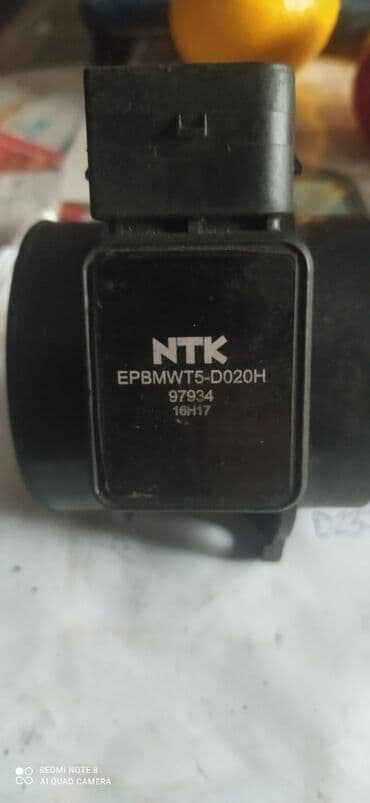 NTK
EPBMWT5-D020H
97934
16H17
REDMI NOTE 8
AI QUAD CAMERA